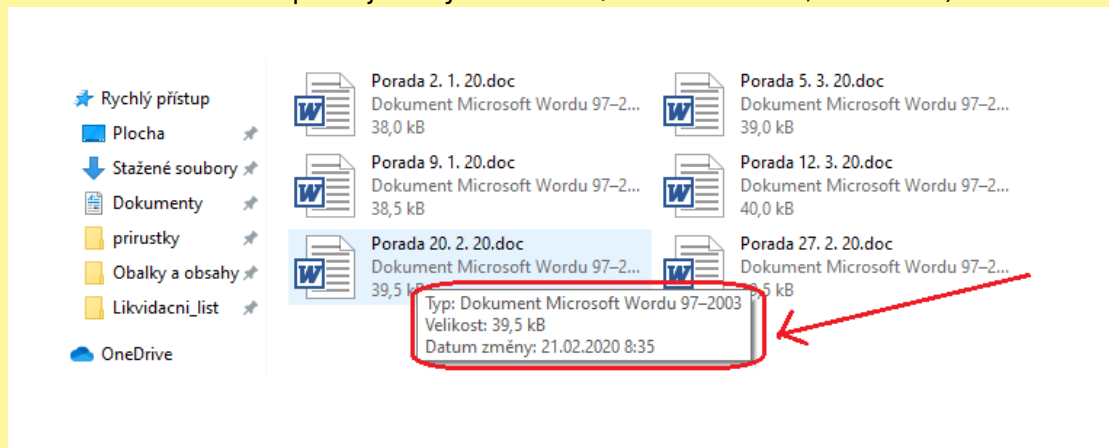 Rychlý přístup
Plocha
Stažené soubory
Dokumenty
prirustky
Obalky a obsahy
Likvidacni_list
OneDrive
Porada 2. 1. 20.doc
Dokument Microsoft Wordu 97–2...
38,0 kB
Porada 5. 3. 20.doc
Dokument Microsoft Wordu 97–2...
39,0 kB
Porada 9. 1. 20.doc
Dokument Microsoft Wordu 97–2...
38,5 kB
Porada 12. 3. 20.doc
Dokument Microsoft Wordu 97–2...
40,0 kB
Porada 20. 2. 20.doc
Dokument Microsoft Wordu 97–2...
39,5
Porada 27. 2. 20.doc
Dokument Microsoft Wordu 97–2...
kB
Typ: Dokument Microsoft Wordu 97–2003
Velikost: 39,5 kB
Datum změny: 21.02.2020 8:35